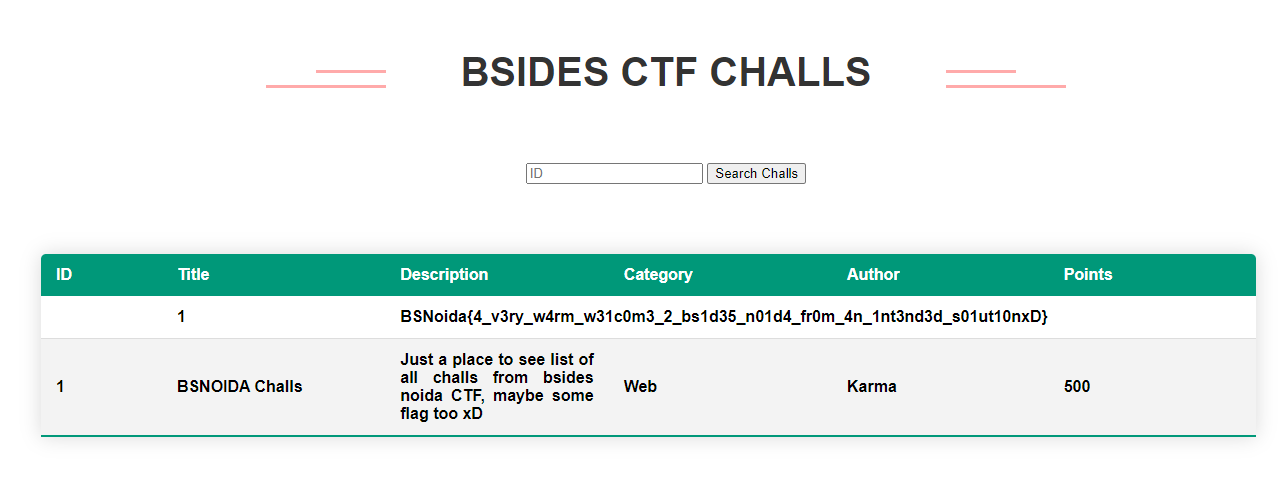 BSIDES CTF CHALLS
ID Search Challs
ID Title Description Category Author Points
1 BSNoida{4_v3ry_w4rm_w31c0m3_2_bs1d35_n01d4_fr0m_4n_1nt3nd3d_s01ut10nxD}
1 BSNOIDA Challs Just a place to see list of
all challs from bsides
noida CTF, maybe some
flag too xD Web Karma 500